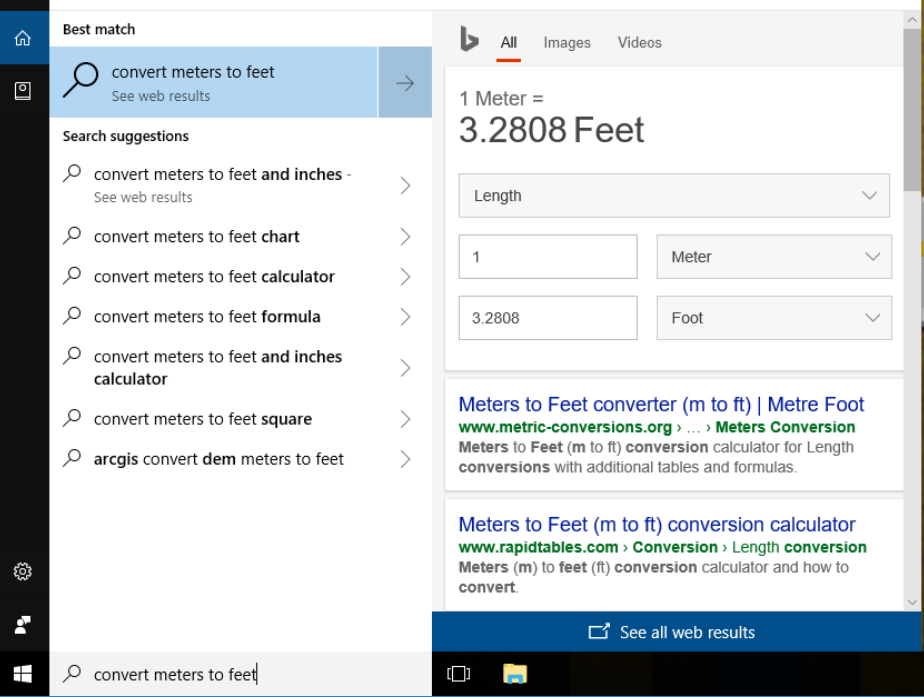 Best match
convert meters to feet
See web results
Search suggestions
convert meters to feet and inches -
See web results
convert meters to feet chart
convert meters to feet calculator
convert meters to feet formula
convert meters to feet and inches
calculator
convert meters to feet square
arcgis convert dem meters to feet
convert meters to feet
All Images Videos
1 Meter =
3.2808 Feet
Length
1 Meter
3.2808 Foot
Meters to Feet converter (m to ft) | Metre Foot
www.metric-conversions.org › ... › Meters Conversion
Meters to Feet (m to ft) conversion calculator for Length
conversions with additional tables and formulas.
Meters to Feet (m to ft) conversion calculator
www.rapidtables.com › Conversion › Length conversion
Meters (m) to feet (ft) conversion calculator and how to
convert.
See all web results